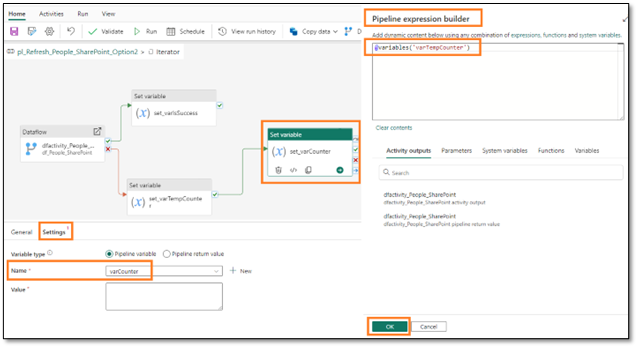 Home Activities Run View
Validate Run Schedule View run history Copy data D
pl_Refresh_People_SharePoint_Option2 > Iterator
Set variable
(x) set_varIsSuccess
Dataflow
dfactivity_People_...
df_People_SharePoint
Set variable
(x) set_varTempCounte
r
Set variable
(x) set_varCounter
General Settings 1
Variable type Pipeline variable Pipeline return value
Name * varCounter + New
Value *
Pipeline expression builder
Add dynamic content below using any combination of expressions, functions and system variables.
@variables('varTempCounter')
Clear contents
Activity outputs Parameters System variables Functions Variables
Search
dfactivity_People_SharePoint
dfactivity_People_SharePoint activity output
dfactivity_People_SharePoint
dfactivity_People_SharePoint pipeline return value
OK Cancel